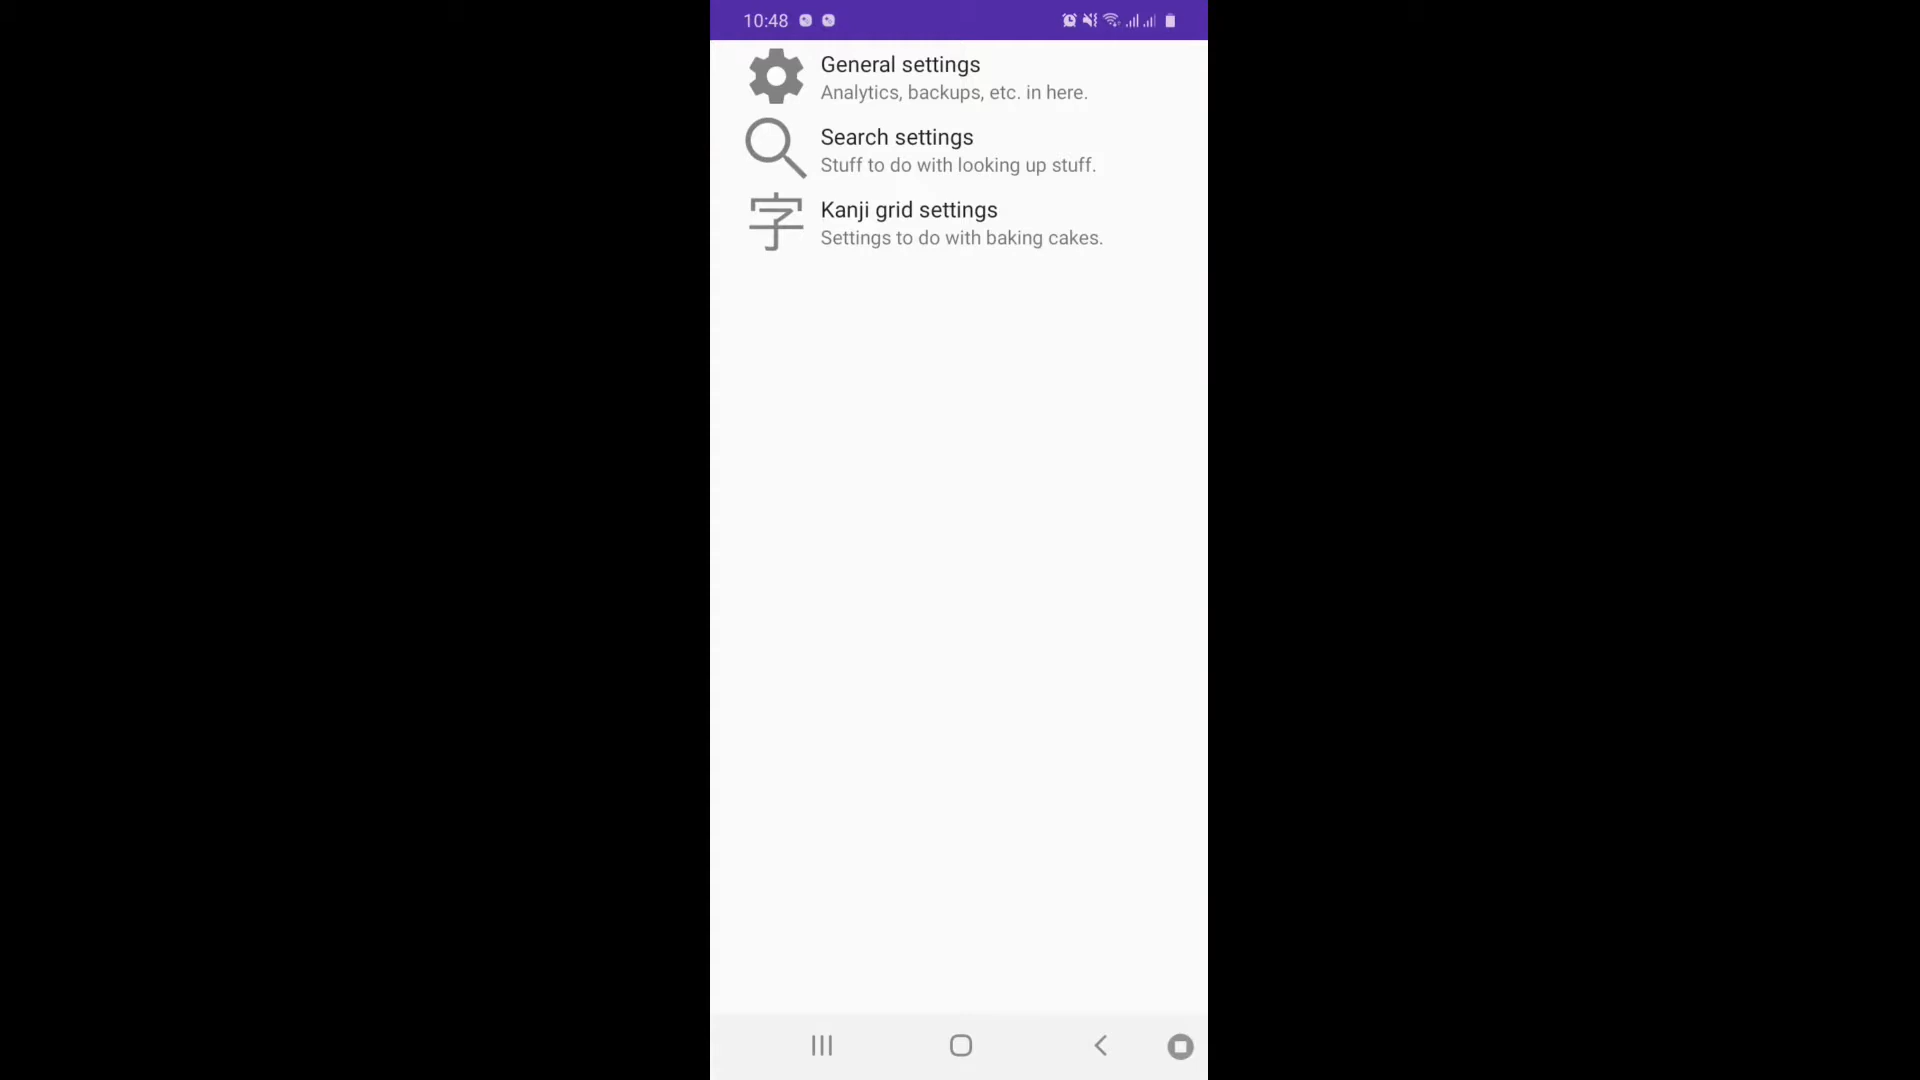 10:48
General settings
Analytics, backups, etc. in here.
Search settings
Stuff to do with looking up stuff.
字
Kanji grid settings
Settings to do with baking cakes.